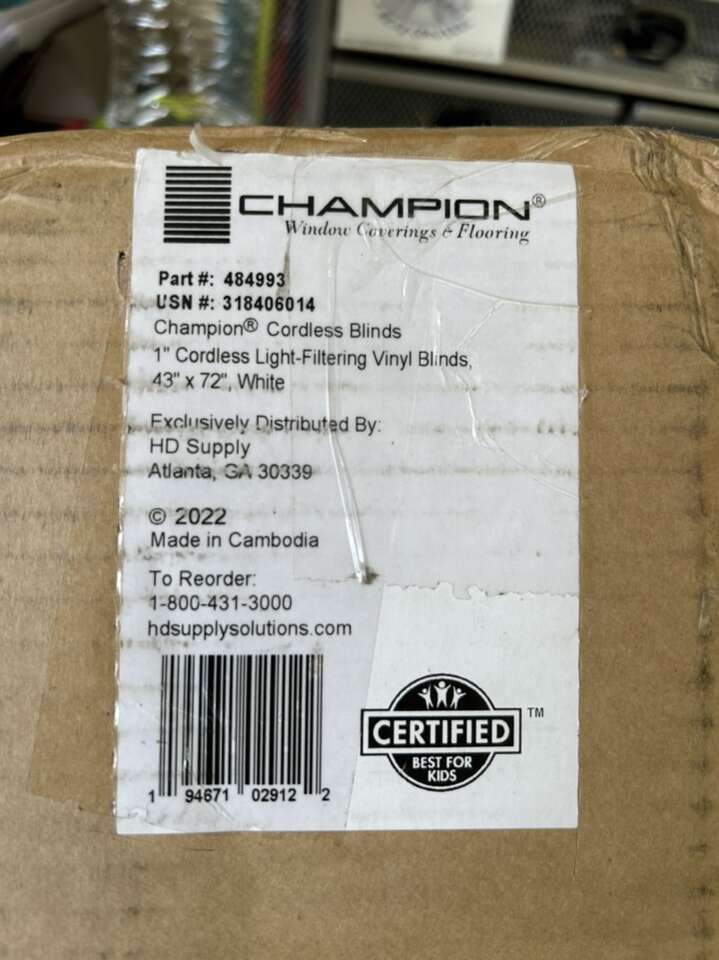 CHAMPION®
Window Coverings & Flooring
Part #: 484993
USN #: 318406014
Champion® Cordless Blinds
1" Cordless Light-Filtering Vinyl Blinds,
43" x 72", White
Exclusively Distributed By:
HD Supply
Atlanta, GA 30339
© 2022
Made in Cambodia
To Reorder:
1-800-431-3000
hdsupplysolutions.com
1 94671 02912 2
CERTIFIED TM
BEST FOR
KIDS